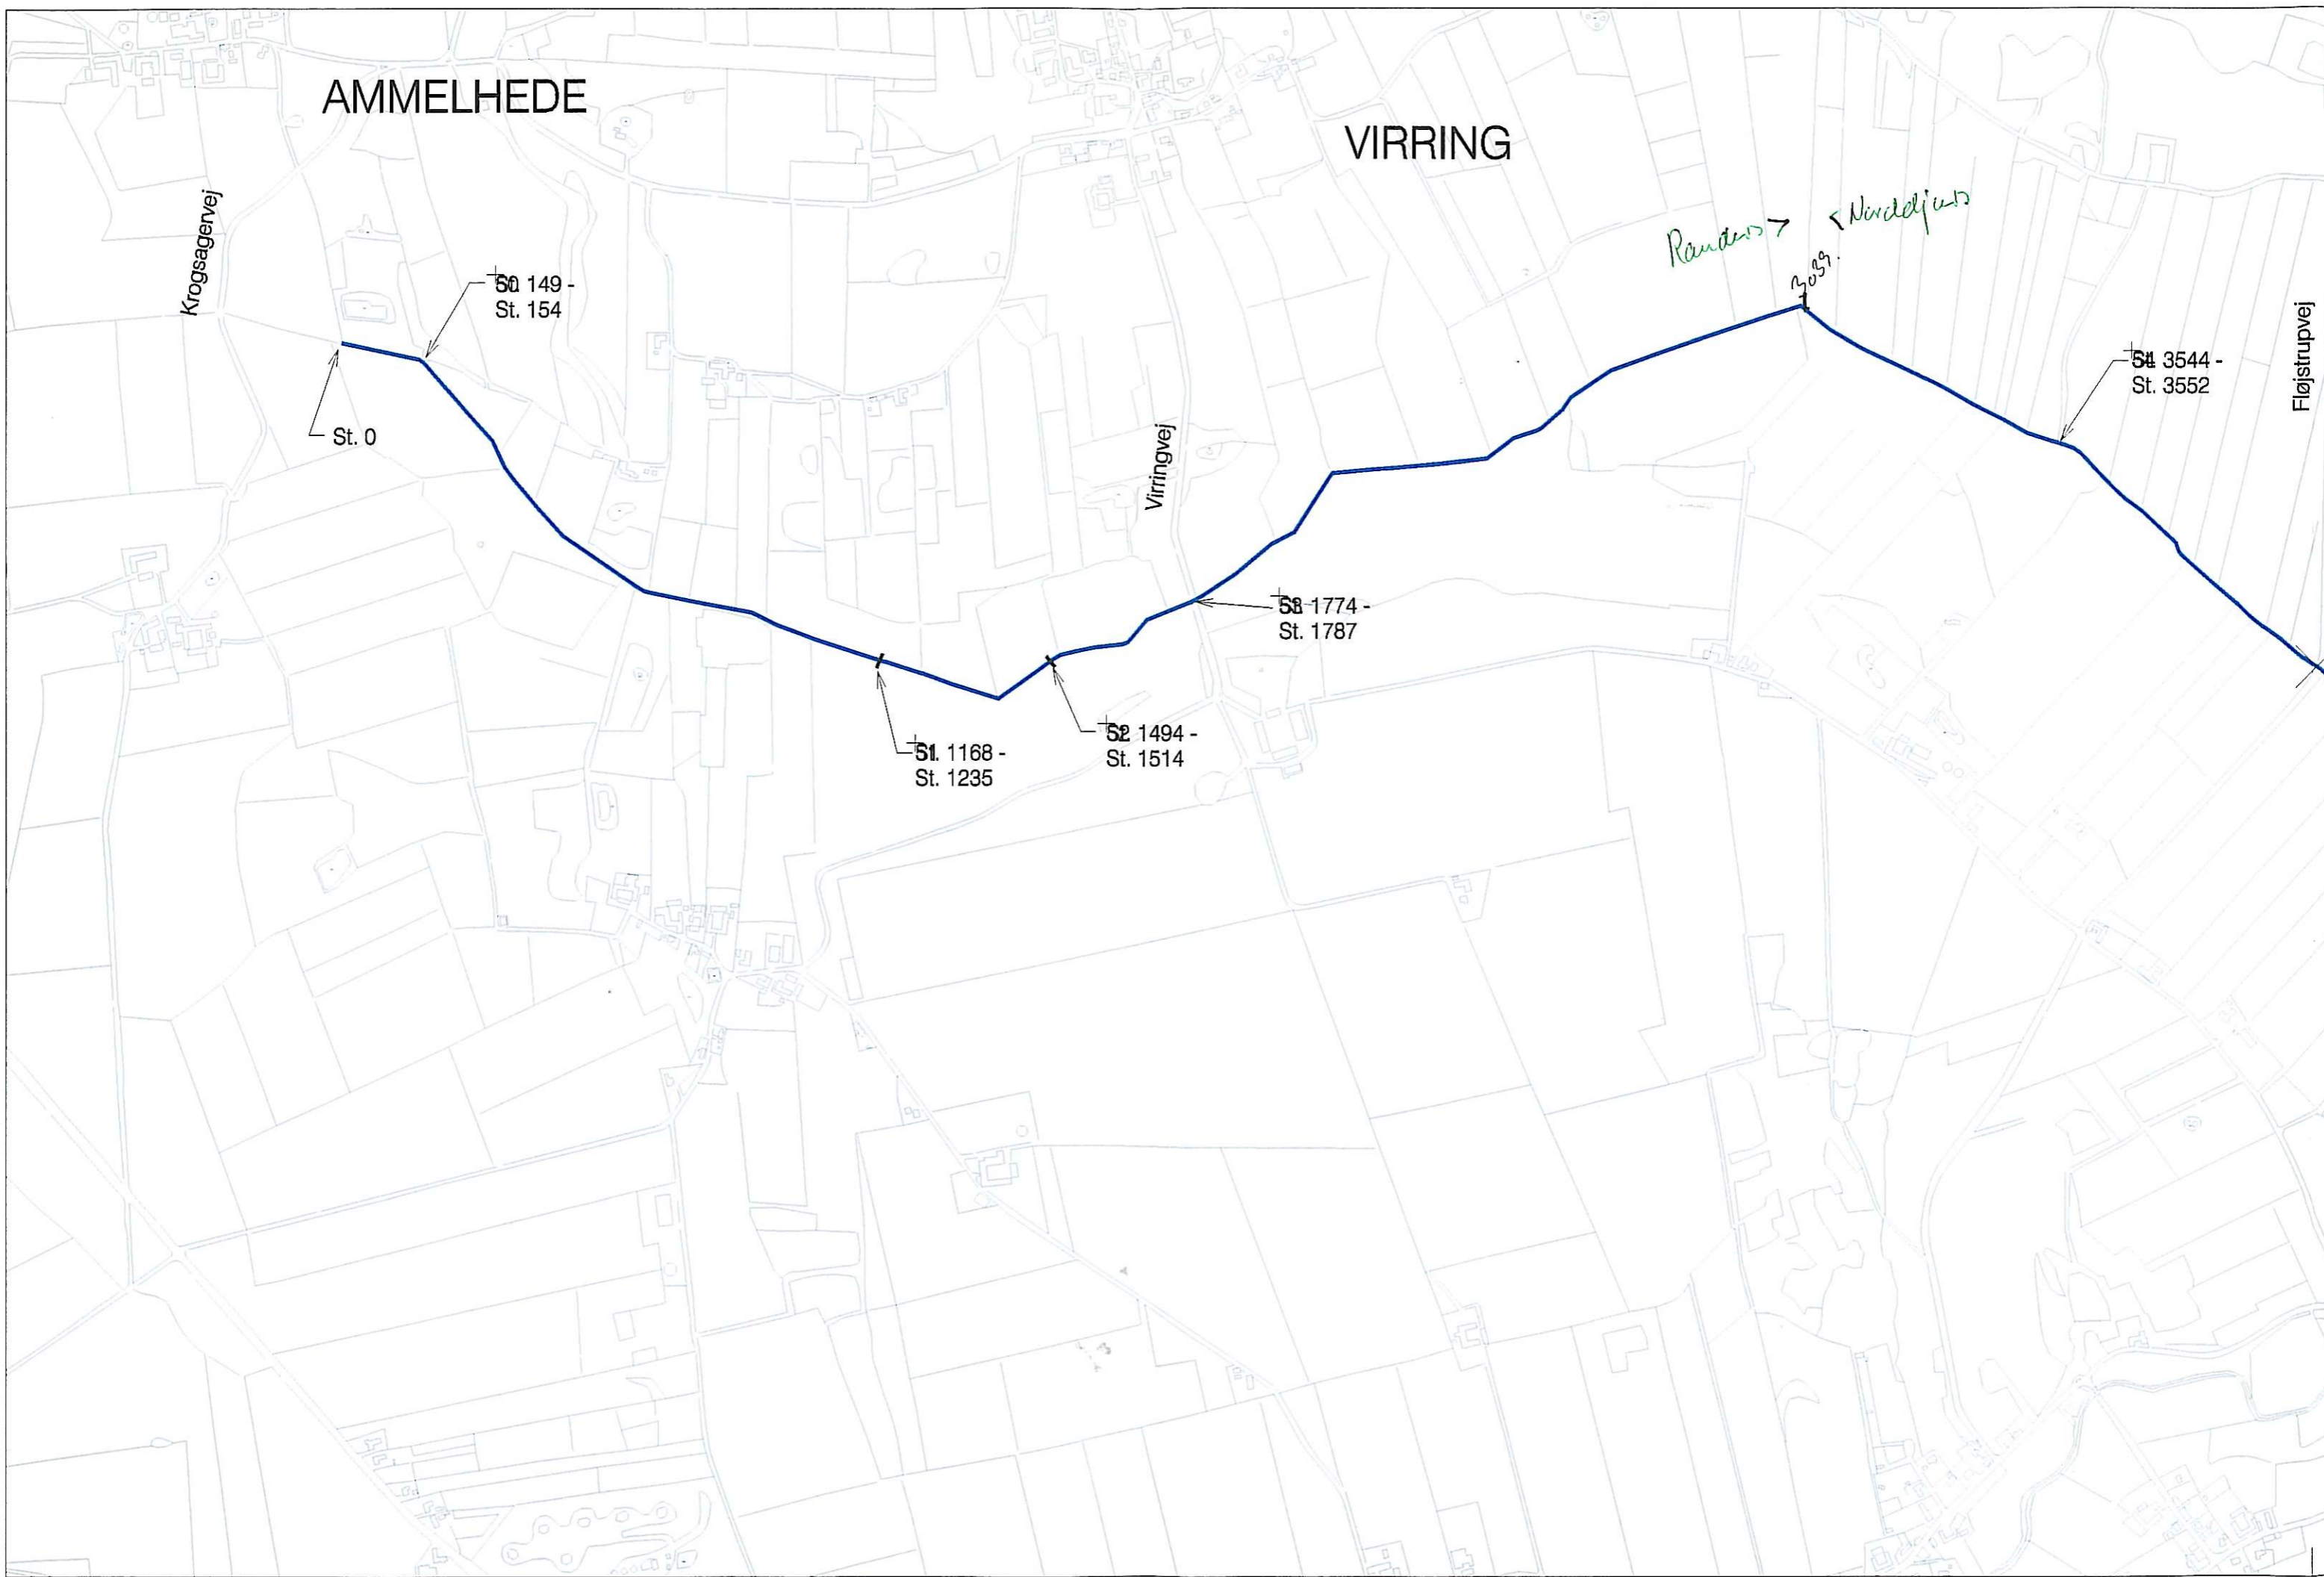 AMMELHEDE
VIRRING
Krogsagervej
Randers > < Norddjurs
3039.
St. 149 -
St. 154
Fløjstrupvej
St. 3544 -
St. 3552
St. 0
Virringvej
St. 1774 -
St. 1787
St. 1494 -
St. 1514
St. 1168 -
St. 1235